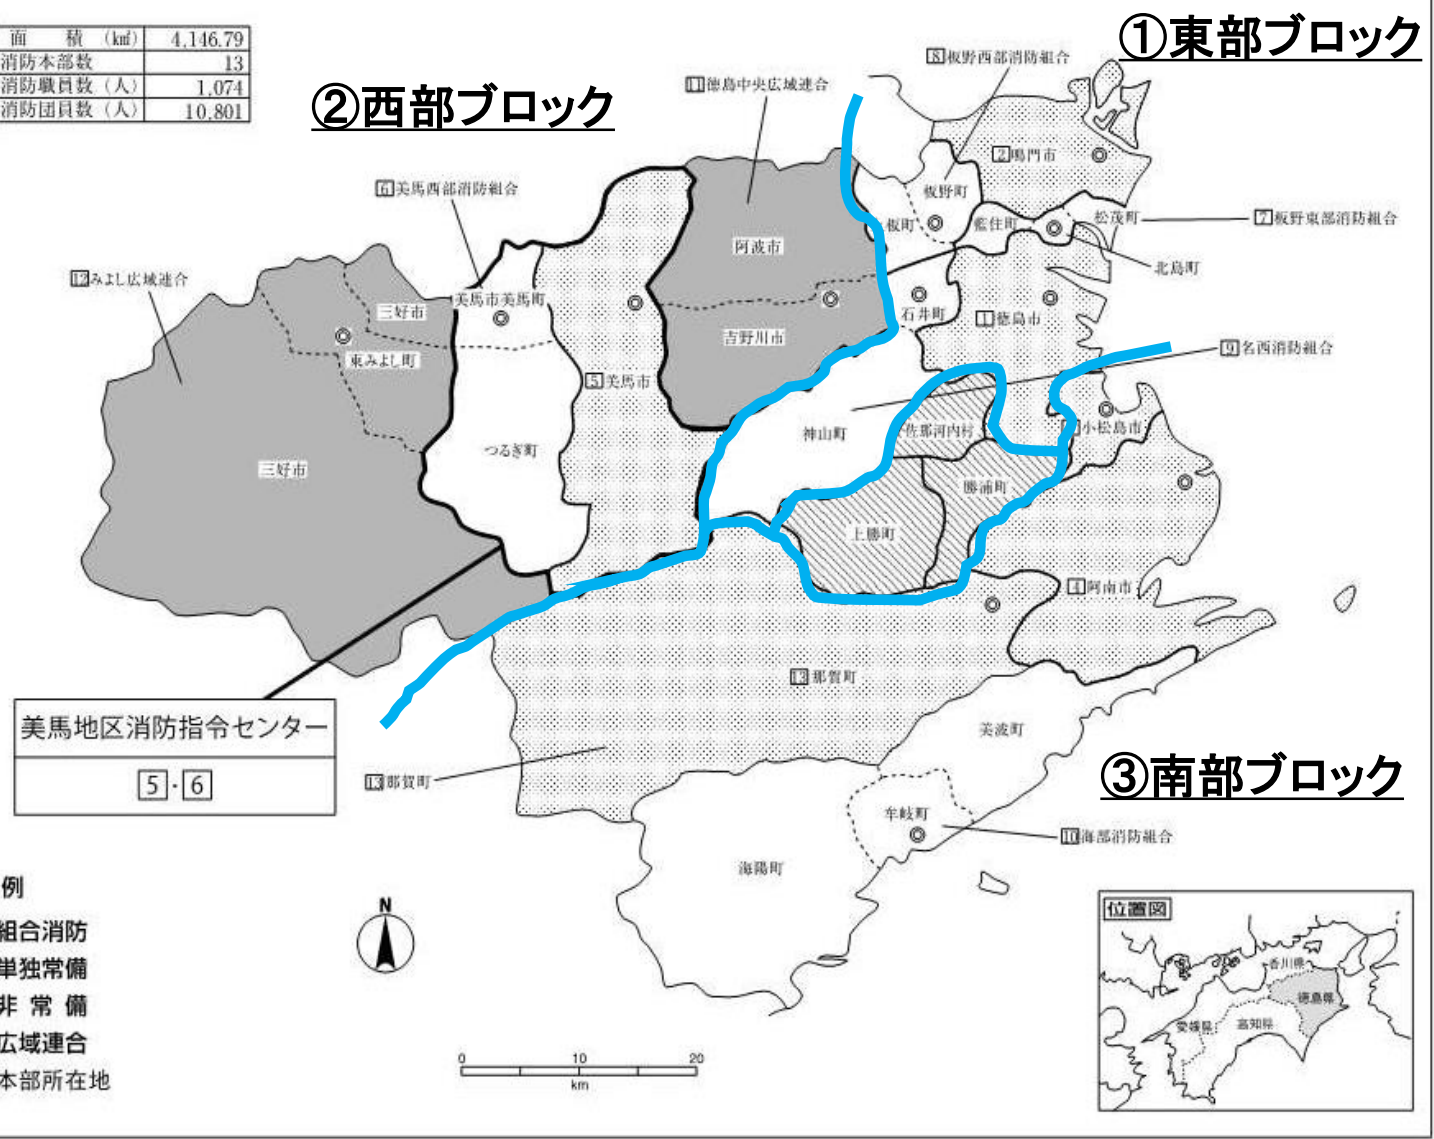 ①東部ブロック
面 積 (k㎡) 4,146.79
消防本部数 13
消防職員数 (人) 1,074
消防団員数 (人) 10,801
②西部ブロック
8板野西部消防組合
11徳島中央広域連合
2鳴門市
6美馬西部消防組合
板野町
板町
藍住町
松茂町
7板野東部消防組合
阿波市
北島町
12みよし広域連合
美馬市美馬町
三好市
石井町
1徳島市
吉野川市
東みよし町
9名西消防組合
5美馬市
神山町
佐那河内村
小松島市
つるぎ町
三好市
勝浦町
上勝町
4阿南市
13那賀町
美馬地区消防指令センター
5・6
美波町
13那賀町
③南部ブロック
牟岐町
10海部消防組合
海陽町
例
組合消防
単独常備
非常備
広域連合
本部所在地
N
0 10 20
km
位置図
香川県
徳島県
愛媛県
高知県